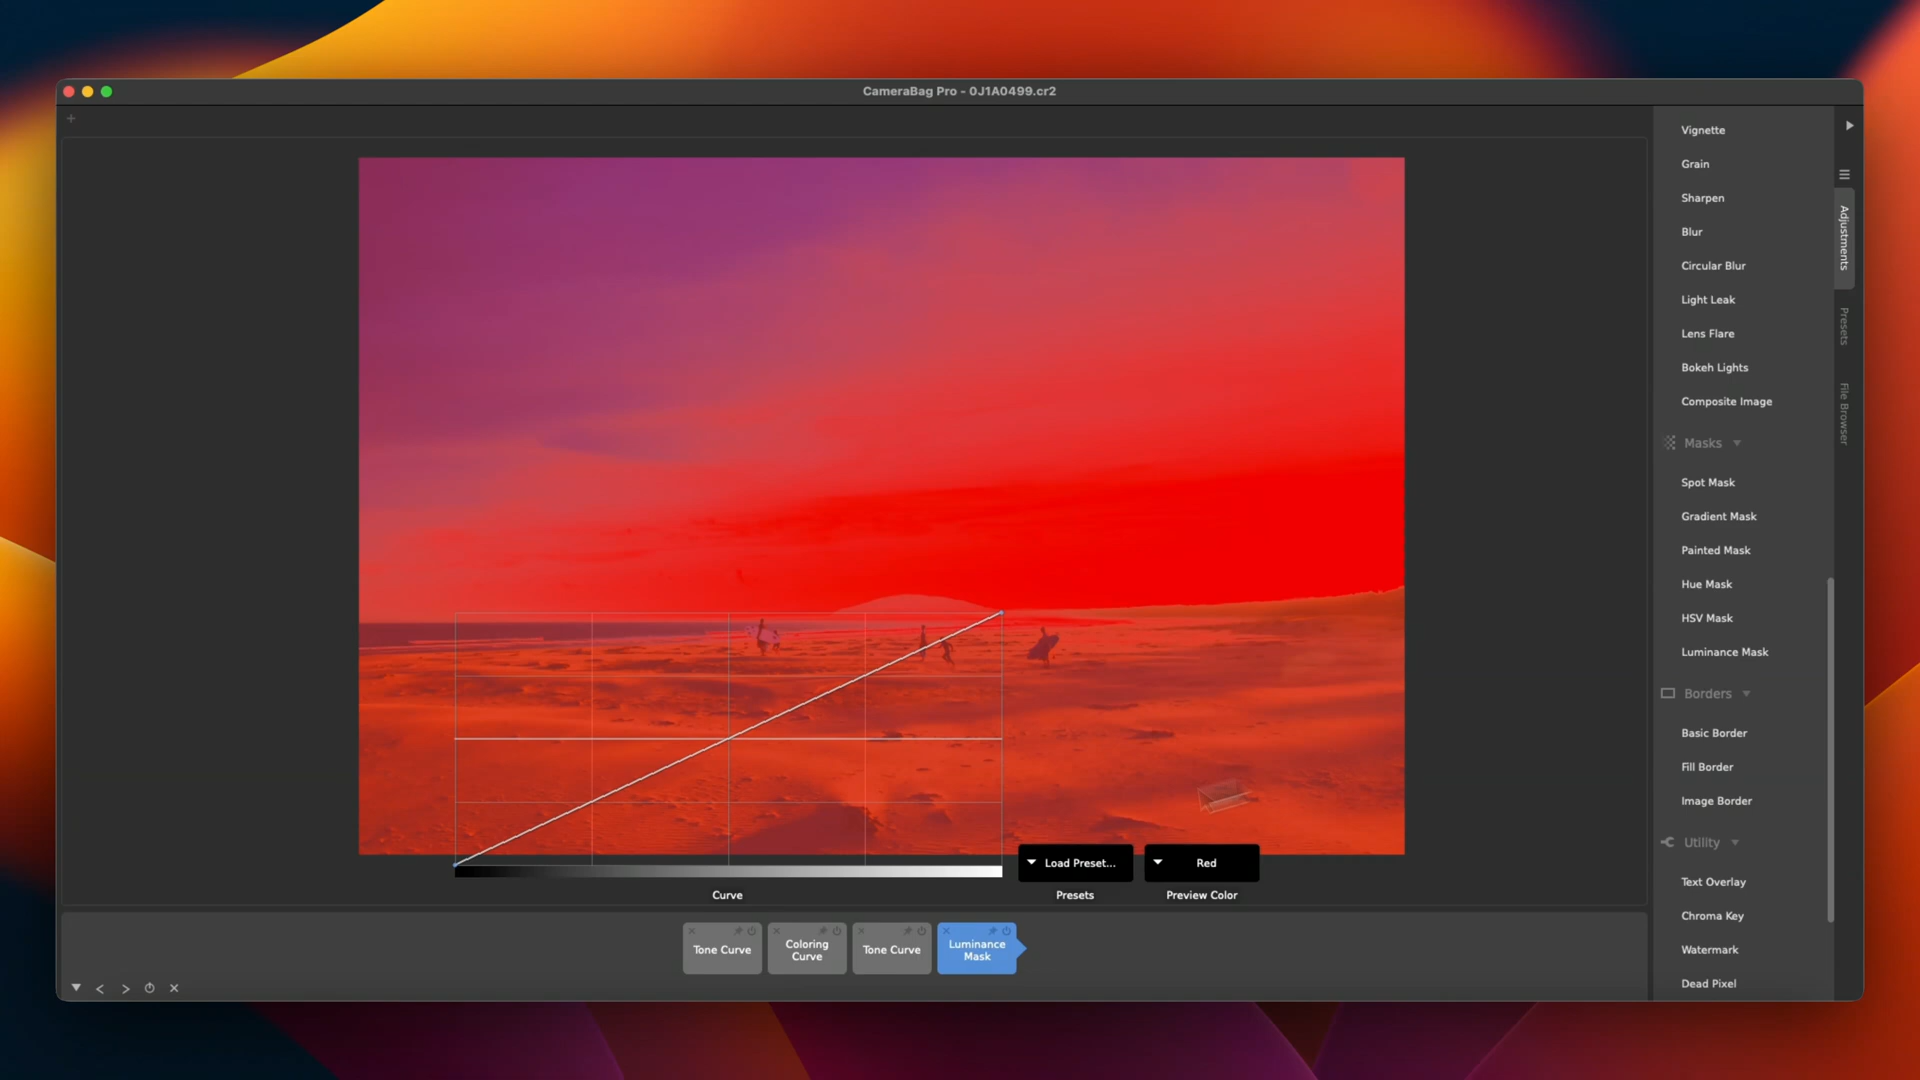 CameraBag Pro - 0J1A0499.cr2
Vignette
Grain
Sharpen
Blur
Circular Blur
Light Leak
Lens Flare
Bokeh Lights
Composite Image
Masks
Spot Mask
Gradient Mask
Painted Mask
Hue Mask
HSV Mask
Luminance Mask
Borders
Basic Border
Fill Border
Image Border
Utility
Text Overlay
Chroma Key
Watermark
Dead Pixel
Adjustments
Presets
File Browser
Load Preset...
Red
Curve
Presets
Preview Color
Tone Curve
Coloring
Curve
Tone Curve
Luminance
Mask